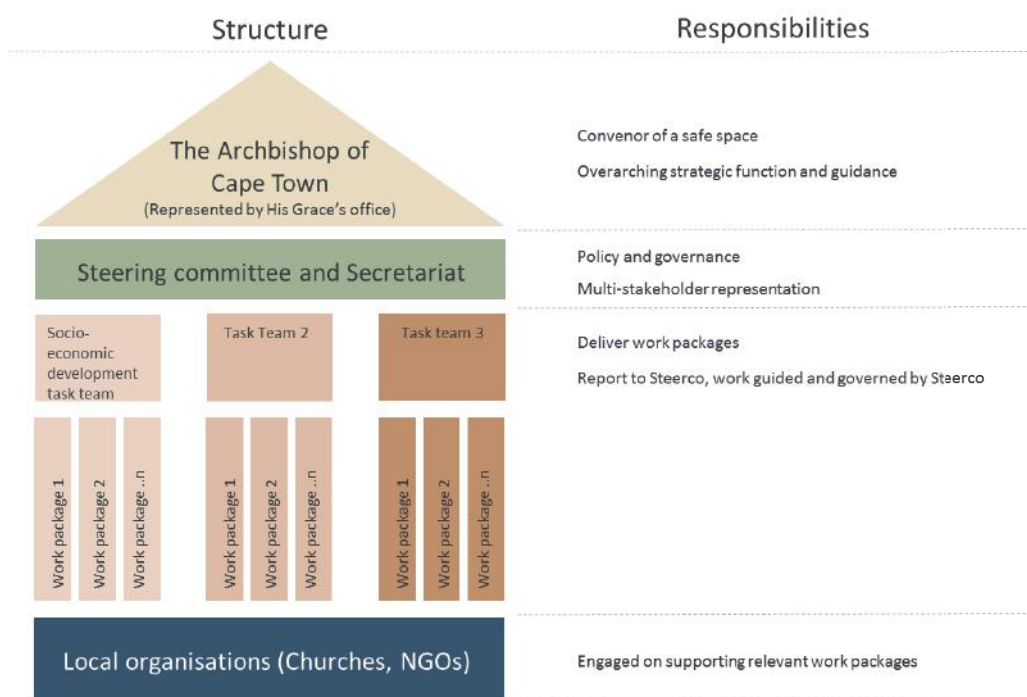 Structure
Responsibilities
The Archbishop of
Cape Town
(Represented by His Grace's office)
Convenor of a safe space
Overarching strategic function and guidance
Steering committee and Secretariat
Policy and governance
Multi-stakeholder representation
Socio-
economic
development
task team
Task Team 2
Task team 3
Deliver work packages
Report to Steerco, work guided and governed by Steerco
Work package 1
Work package 2
Work package ..n
Work package 1
Work package 2
Work package ..n
Work package 1
Work package 2
Work package ..n
Local organisations (Churches, NGOs)
Engaged on supporting relevant work packages